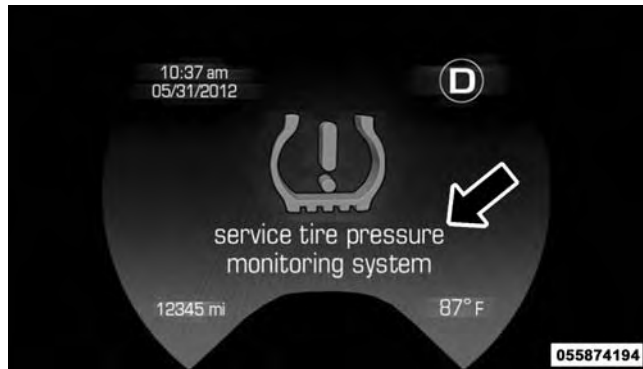 10:37 am
05/31/2012
D
service tire pressure
monitoring system
12345 mi
87° F
055874194